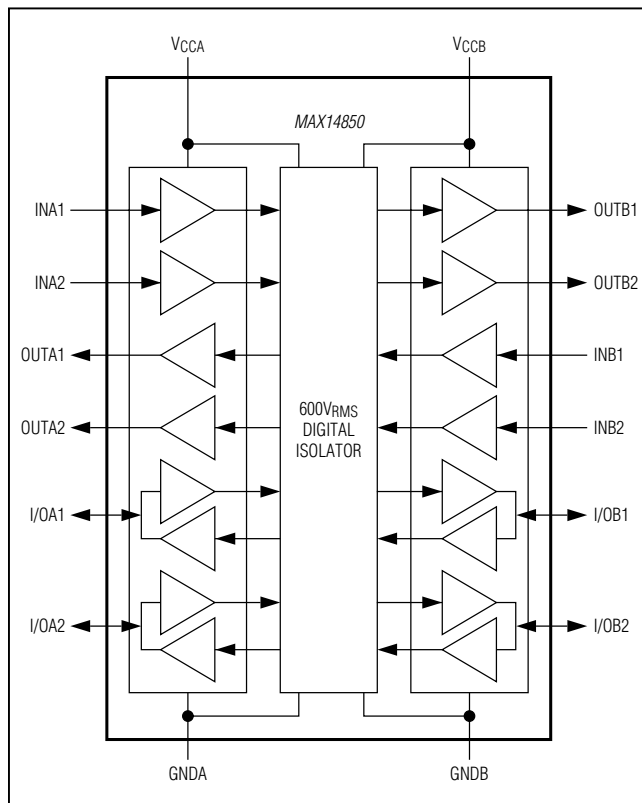 VCCA VCCB
MAX14850
INA1 OUTB1
INA2 OUTB2
OUTA1 INB1
OUTA2 INB2
600VRMS
DIGITAL
ISOLATOR
I/OA1 I/OB1
I/OA2 I/OB2
GNDA GNDB